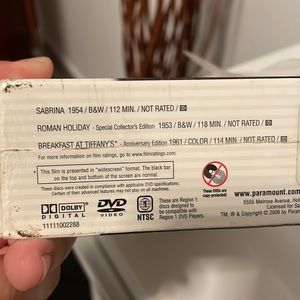 SABRINA 1954 / B&W / 112 MIN. / NOT RATED /
ROMAN HOLIDAY - Special Collector's Edition 1953 / B&W / 118 MIN. / NOT RATED /
BREAKFAST AT TIFFANY'S - Anniversary Edition 1961 / COLOR / 114 MIN. / NOT RATED /
For more information on film ratings, go to www.filmratings.com.
This film is presented in "widescreen" format. The black bar
on the top and bottom of the screen are normal.
These discs were created in compliance with applicable DVD specifications.
Certain of their features may not be available on all DVD players.
These DVDs are
copy-protected!
DOLBY
DIGITAL
DVD
VIDEO
NTSC
1
These are Region 1
discs designed to
be compatible with
Region 1 DVD Players.
www.paramount.com
5555 Melrose Avenue, Holl
Licensed for Sa
TM, ® & Copyright © 2006 by Param
11111002288